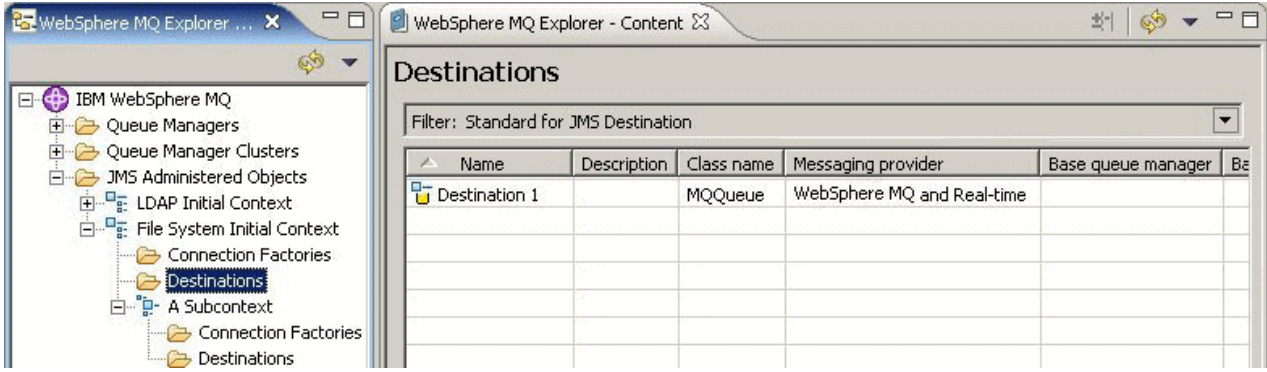 WebSphere MQ Explorer ...
IBM WebSphere MQ
Queue Managers
Queue Manager Clusters
JMS Administered Objects
LDAP Initial Context
File System Initial Context
Connection Factories
Destinations
A Subcontext
Connection Factories
Destinations
WebSphere MQ Explorer - Content
Destinations
Filter: Standard for JMS Destination
Name Description Class name Messaging provider Base queue manager Ba
Destination 1 MQQueue WebSphere MQ and Real-time